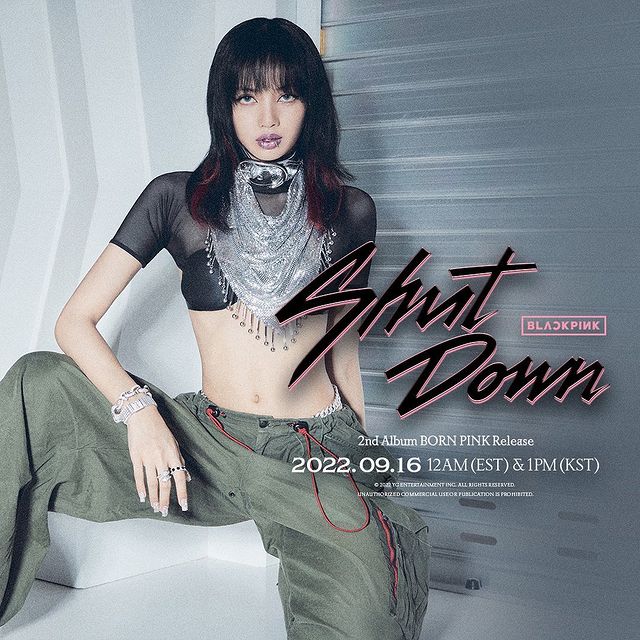 Shut
BLACKPINK
Down
2nd Album BORN PINK Release
2022.09.16 12AM (EST) & 1PM (KST)
© 2022 YG ENTERTAINMENT INC. ALL RIGHTS RESERVED.
UNAUTHORIZED COMMERCIAL USE OR PUBLICATION IS PROHIBITED.